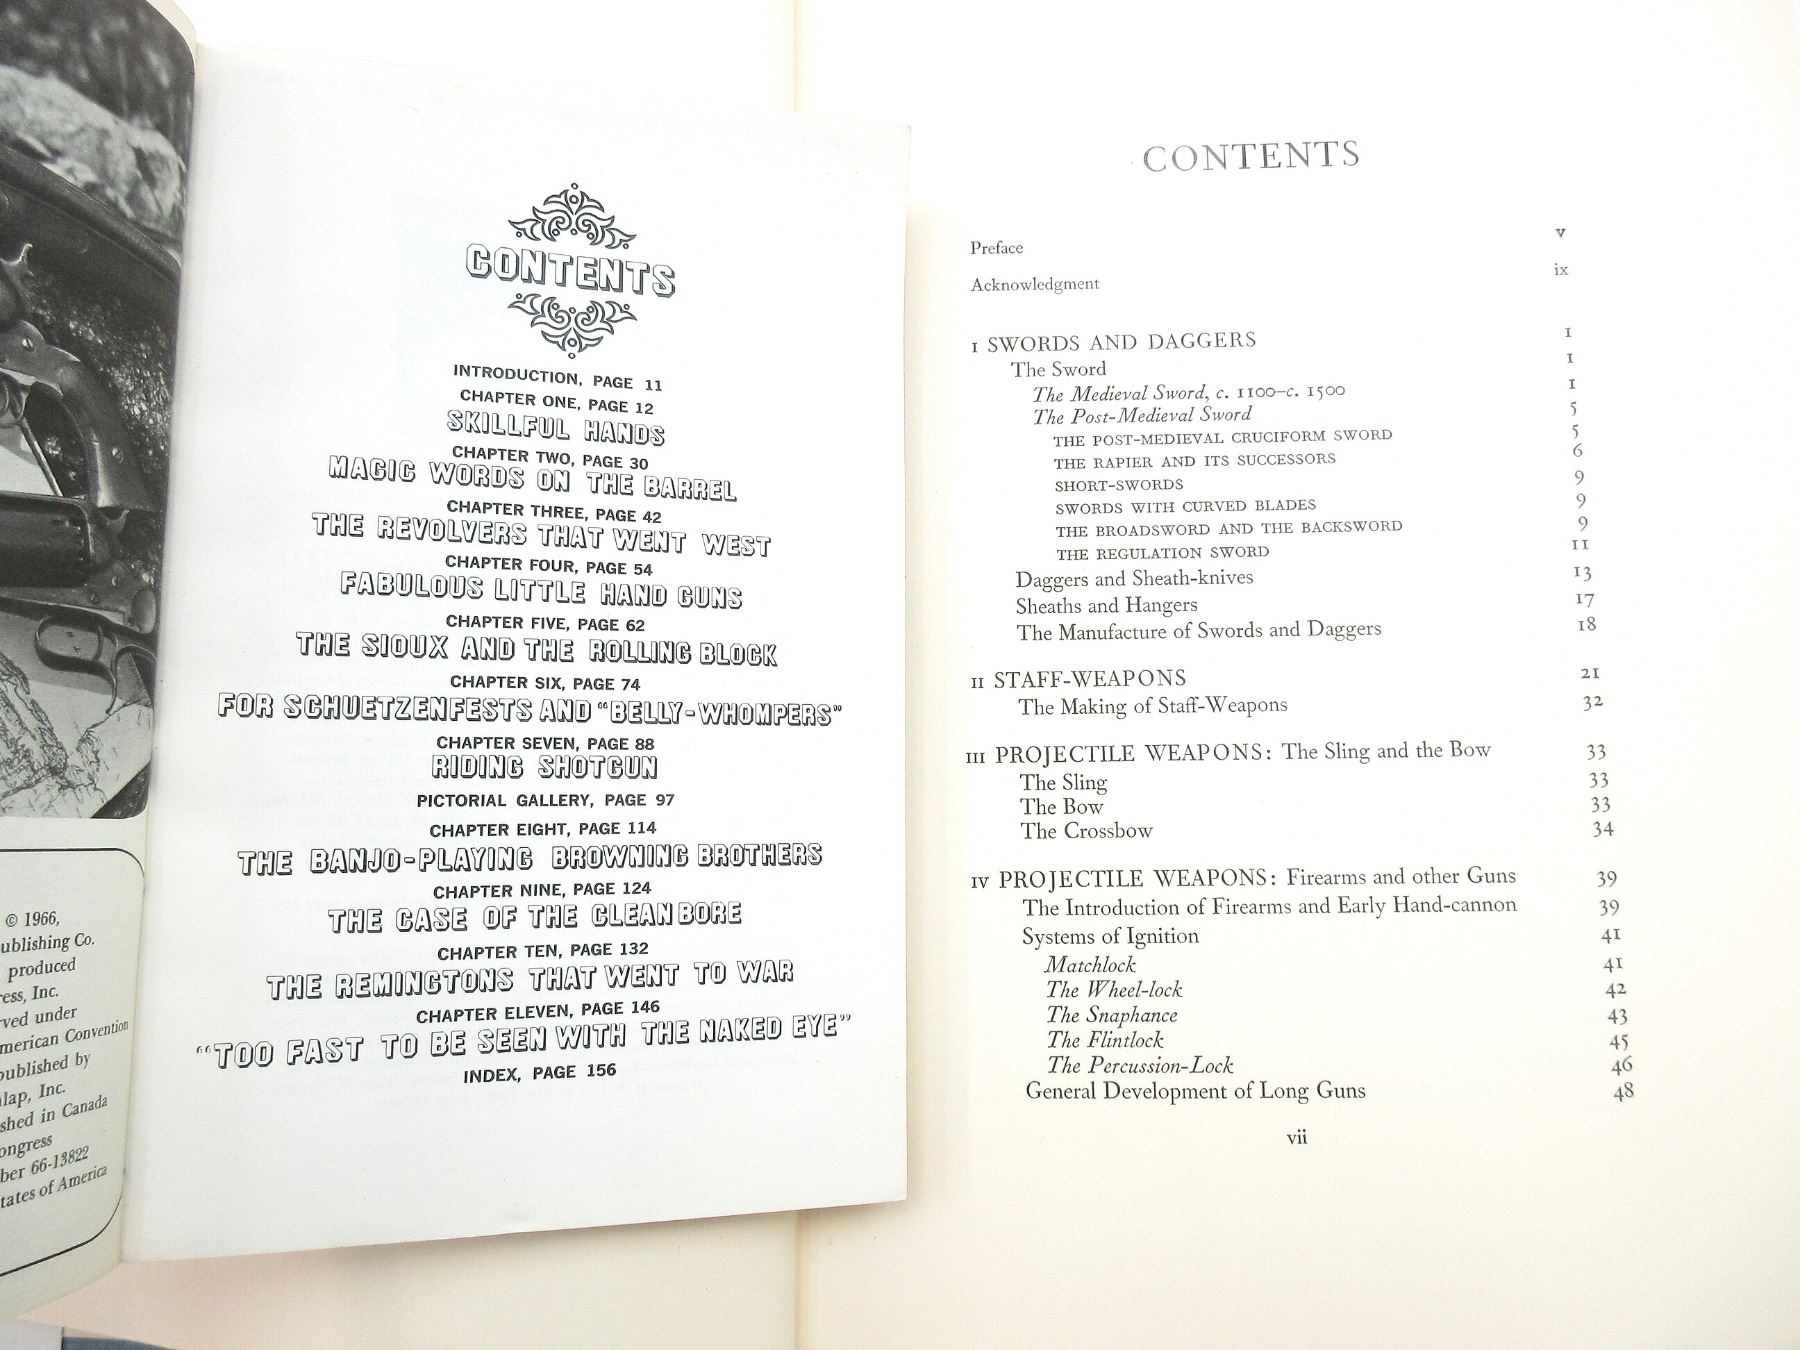 © 1966,
ublishing Co.
produced
ress, Inc.
rved under
merican Convention
ublished by
lap, Inc.
shed in Canada
ongress
ber 66-13822
tates of America
CONTENTS
INTRODUCTION, PAGE 11
CHAPTER ONE, PAGE 12
SKILLFUL HANDS
CHAPTER TWO, PAGE 30
MAGIC WORDS ON THE BARREL
CHAPTER THREE, PAGE 42
THE REVOLVERS THAT WENT WEST
CHAPTER FOUR, PAGE 54
FABULOUS LITTLE HAND GUNS
CHAPTER FIVE, PAGE 62
THE SIOUX AND THE ROLLING BLOCK
CHAPTER SIX, PAGE 74
FOR SCHUETZENFESTS AND "BELLY-WHOMPERS"
CHAPTER SEVEN, PAGE 88
RIDING SHOTGUN
PICTORIAL GALLERY, PAGE 97
CHAPTER EIGHT, PAGE 114
THE BANJO-PLAYING BROWNING BROTHERS
CHAPTER NINE, PAGE 124
THE CASE OF THE CLEAN BORE
CHAPTER TEN, PAGE 132
THE REMINGTONS THAT WENT TO WAR
CHAPTER ELEVEN, PAGE 146
"TOO FAST TO BE SEEN WITH THE NAKED EYE"
INDEX, PAGE 156
CONTENTS
Preface v
Acknowledgment ix
I SWORDS AND DAGGERS 1
The Sword 1
The Medieval Sword, c. 1100–c. 1500 1
The Post-Medieval Sword 5
THE POST-MEDIEVAL CRUCIFORM SWORD 5
THE RAPIER AND ITS SUCCESSORS 6
SHORT-SWORDS 9
SWORDS WITH CURVED BLADES 9
THE BROADSWORD AND THE BACKSWORD 9
THE REGULATION SWORD 11
Daggers and Sheath-knives 13
Sheaths and Hangers 17
The Manufacture of Swords and Daggers 18
II STAFF-WEAPONS 21
The Making of Staff-Weapons 32
III PROJECTILE WEAPONS: The Sling and the Bow 33
The Sling 33
The Bow 33
The Crossbow 34
IV PROJECTILE WEAPONS: Firearms and other Guns 39
The Introduction of Firearms and Early Hand-cannon 39
Systems of Ignition 41
Matchlock 41
The Wheel-lock 42
The Snaphance 43
The Flintlock 45
The Percussion-Lock 46
General Development of Long Guns 48
vii